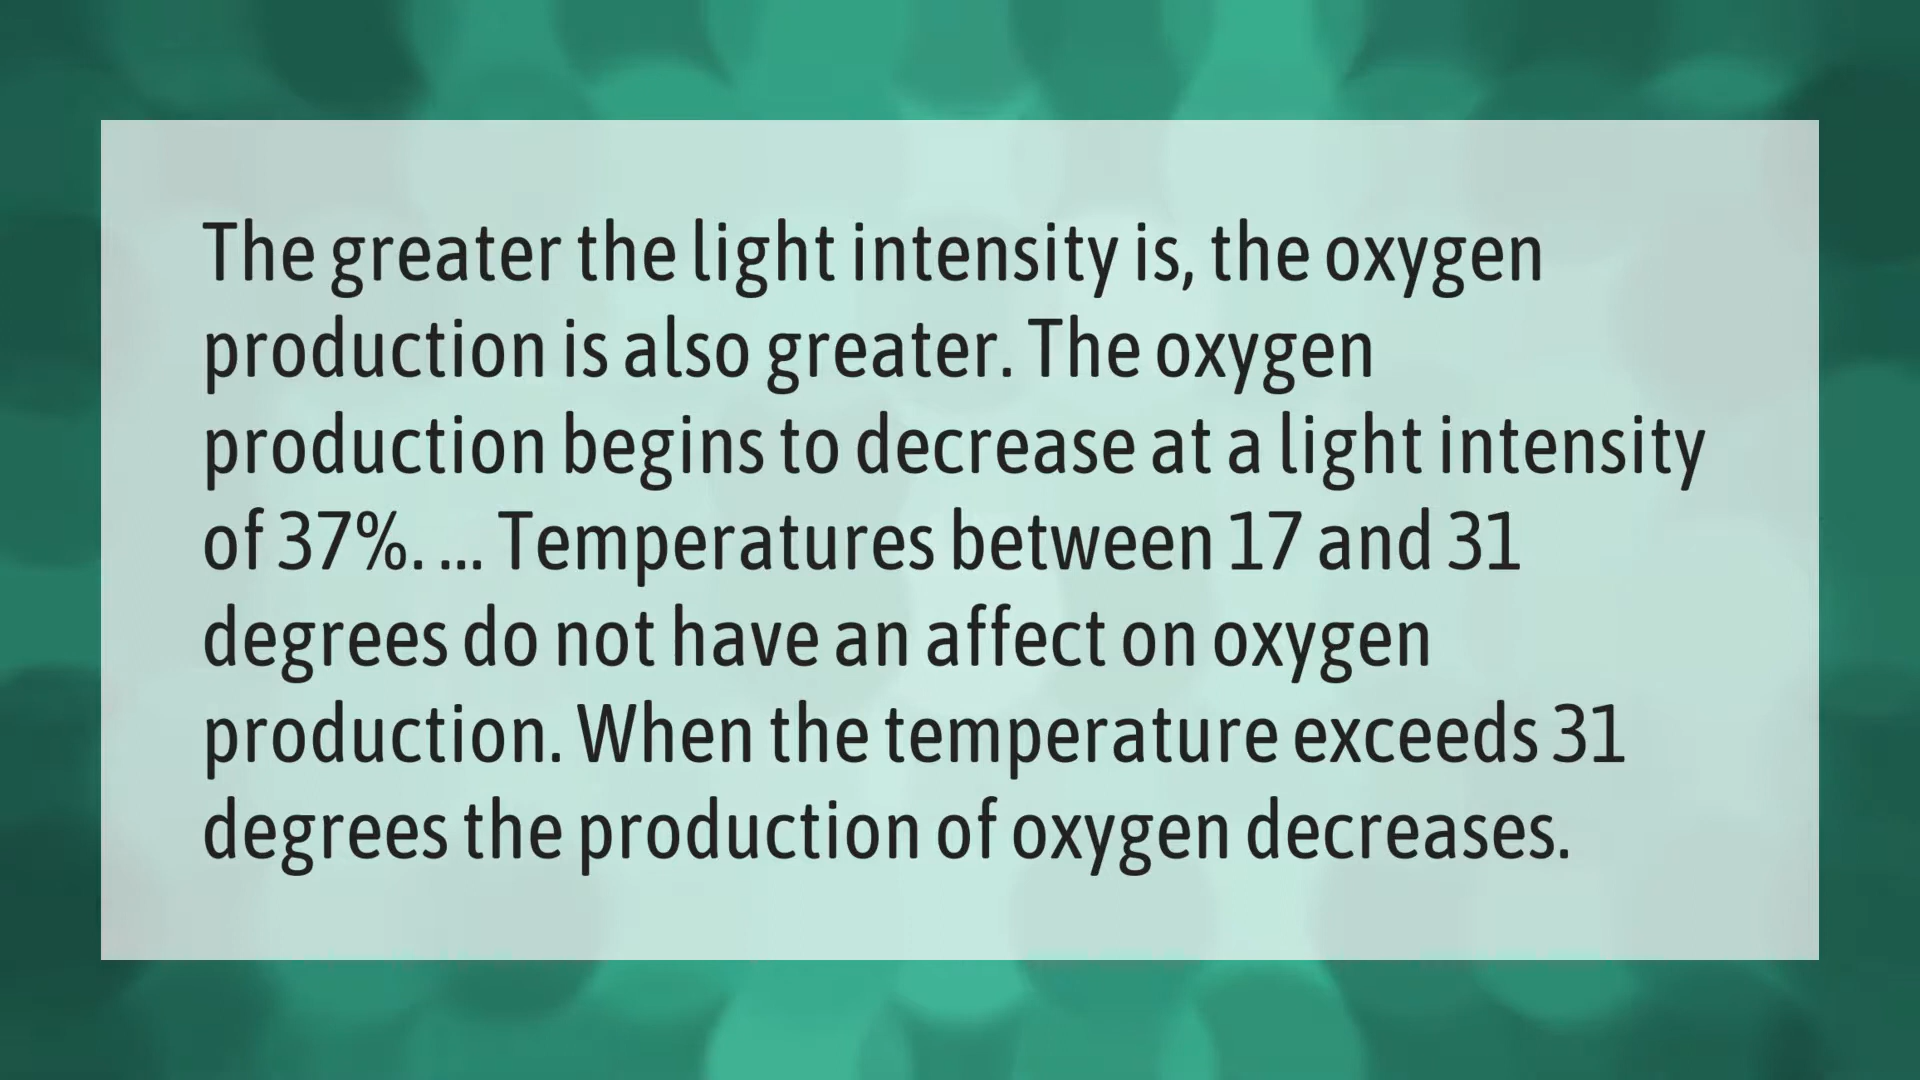 The greater the light intensity is, the oxygen
production is also greater. The oxygen
production begins to decrease at a light intensity
of 37%. ... Temperatures between 17 and 31
degrees do not have an affect on oxygen
production. When the temperature exceeds 31
degrees the production of oxygen decreases.